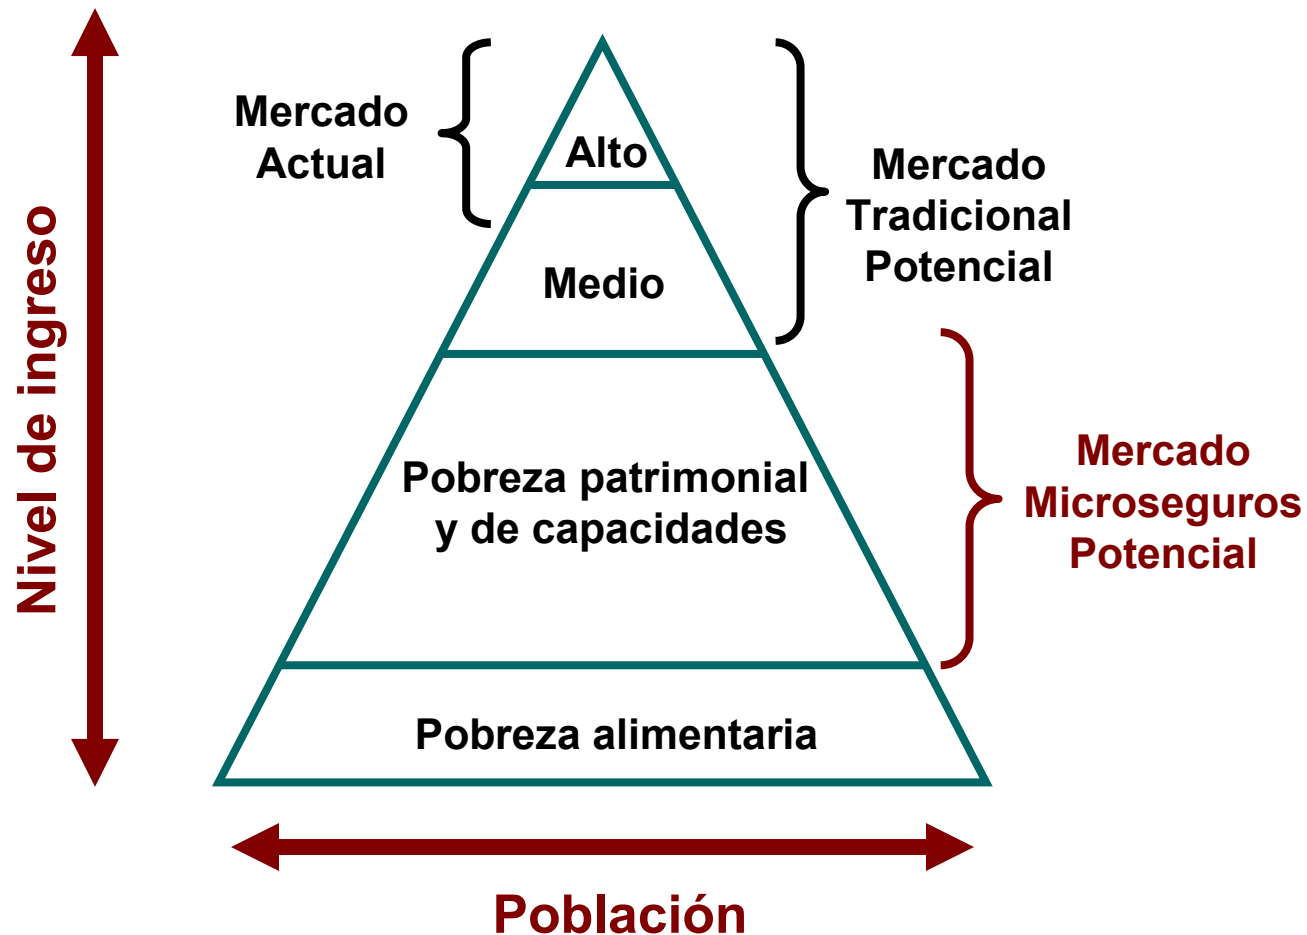 Mercado
Actual
Alto
Mercado
Tradicional
Potencial
Medio
Nivel de ingreso
Pobreza patrimonial
y de capacidades
Mercado
Microseguros
Potencial
Pobreza alimentaria
Población